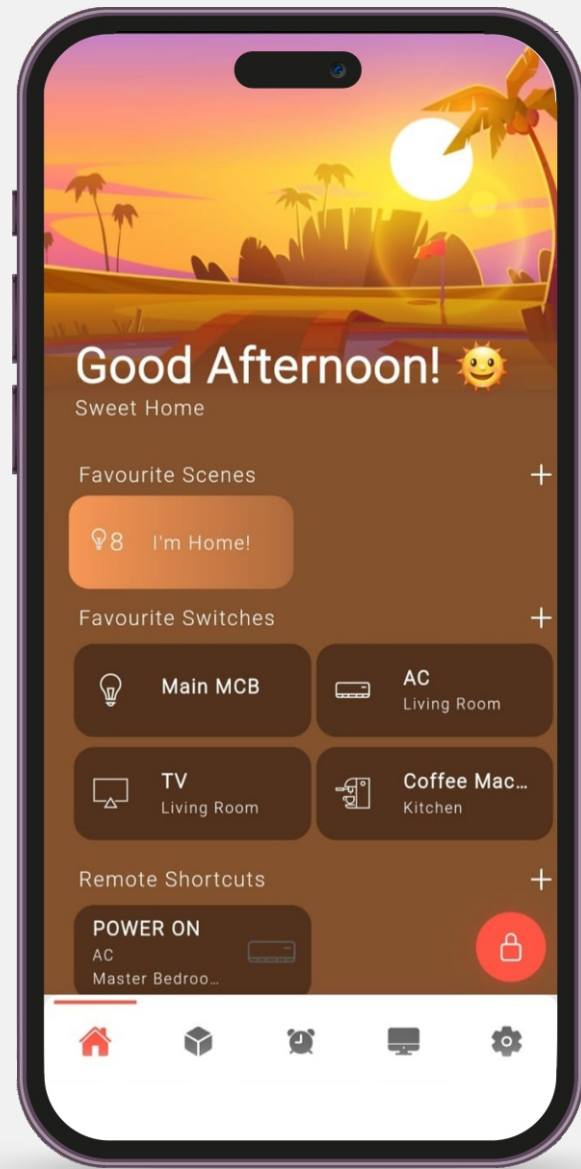 Good Afternoon! 🌞
Sweet Home
Favourite Scenes +
8 I'm Home!
Favourite Switches +
Main MCB
AC
Living Room
TV
Living Room
Coffee Mac...
Kitchen
Remote Shortcuts +
POWER ON
AC
Master Bedroo...